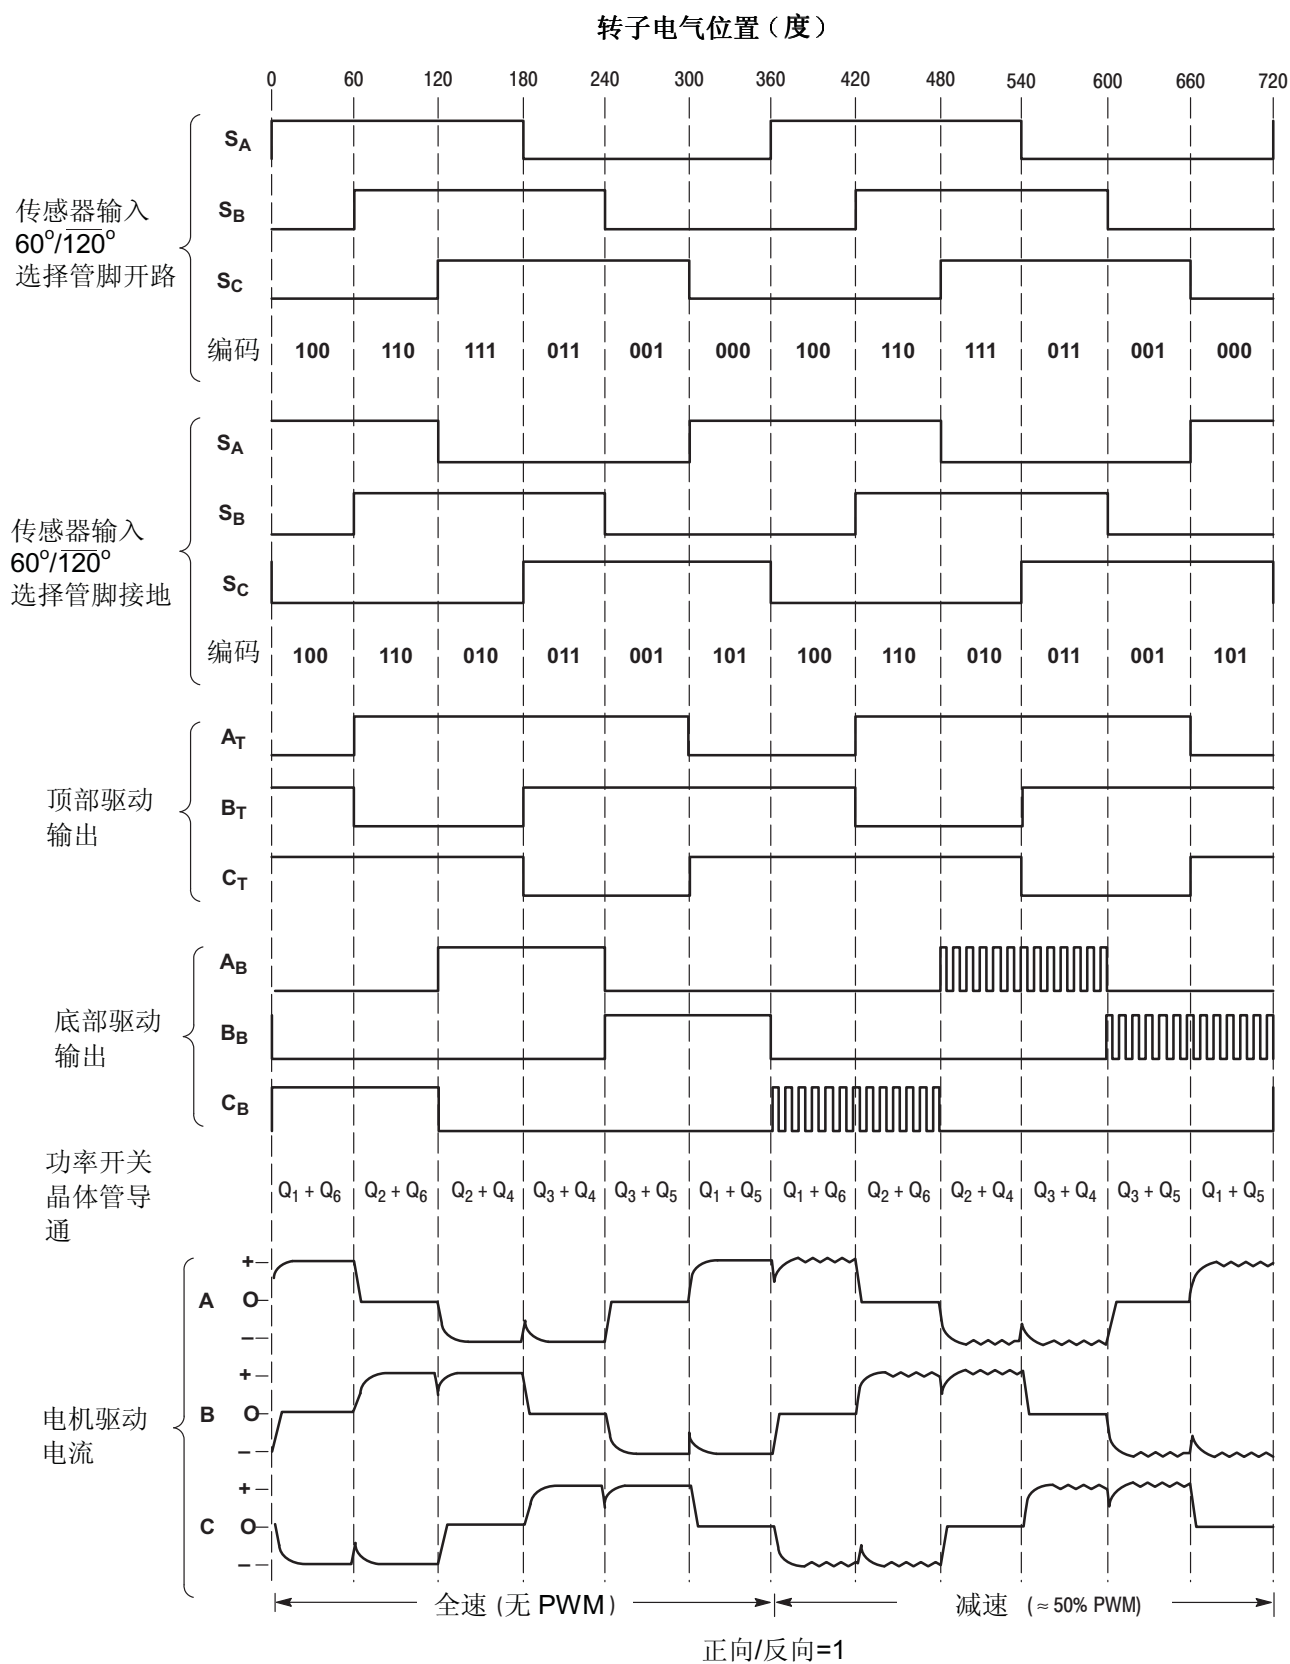 转子电气位置（度）
0 60 120 180 240 300 360 420 480 540 600 660 720
传感器输入
60°/120°
选择管脚开路
SA
SB
SC
编码 100 110 111 011 001 000 100 110 111 011 001 000
传感器输入
60°/120°
选择管脚接地
SA
SB
SC
编码 100 110 010 011 001 101 100 110 010 011 001 101
顶部驱动
输出
AT
BT
CT
底部驱动
输出
AB
BB
CB
功率开关
晶体管导
通
Q1 + Q6 Q2 + Q6 Q2 + Q4 Q3 + Q4 Q3 + Q5 Q1 + Q5 Q1 + Q6 Q2 + Q6 Q2 + Q4 Q3 + Q4 Q3 + Q5 Q1 + Q5
电机驱动
电流
+
A O
−
+
B O
−
+
C O
−
全速 (无 PWM) 减速 (≈ 50% PWM)
正向/反向=1